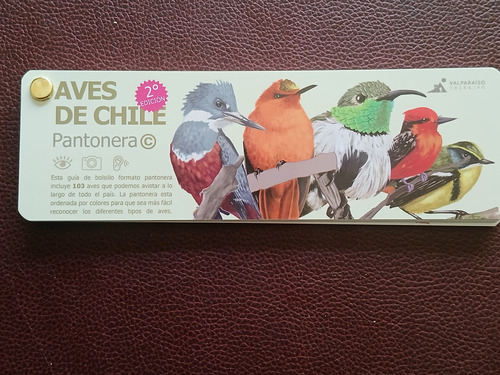 AVES
DE CHILE
2º
EDICIÓN
Pantonera©
Esta guía de bolsillo formato pantonera
incluye 103 aves que podemos avistar a lo
largo de todo el país. La pantonera esta
ordenada por colores para que sea más fácil
reconocer los diferentes tipos de aves.
VALPARAÍSO